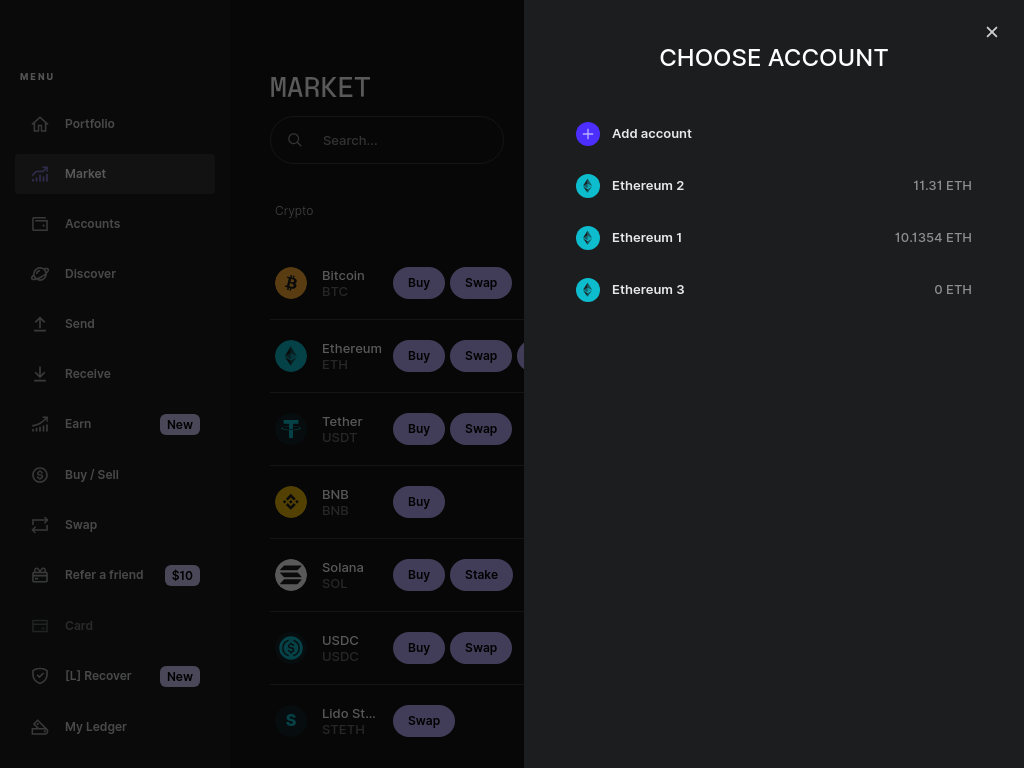 MENU
Portfolio
Market
Accounts
Discover
Send
Receive
Earn New
Buy / Sell
Swap
Refer a friend $10
Card
[L] Recover New
My Ledger
MARKET
Search...
Crypto
Bitcoin
BTC
Buy Swap
Ethereum
ETH
Buy Swap
Tether
USDT
Buy Swap
BNB
BNB
Buy
Solana
SOL
Buy Stake
USDC
USDC
Buy Swap
Lido St...
STETH
Swap
CHOOSE ACCOUNT
Add account
Ethereum 2 11.31 ETH
Ethereum 1 10.1354 ETH
Ethereum 3 0 ETH